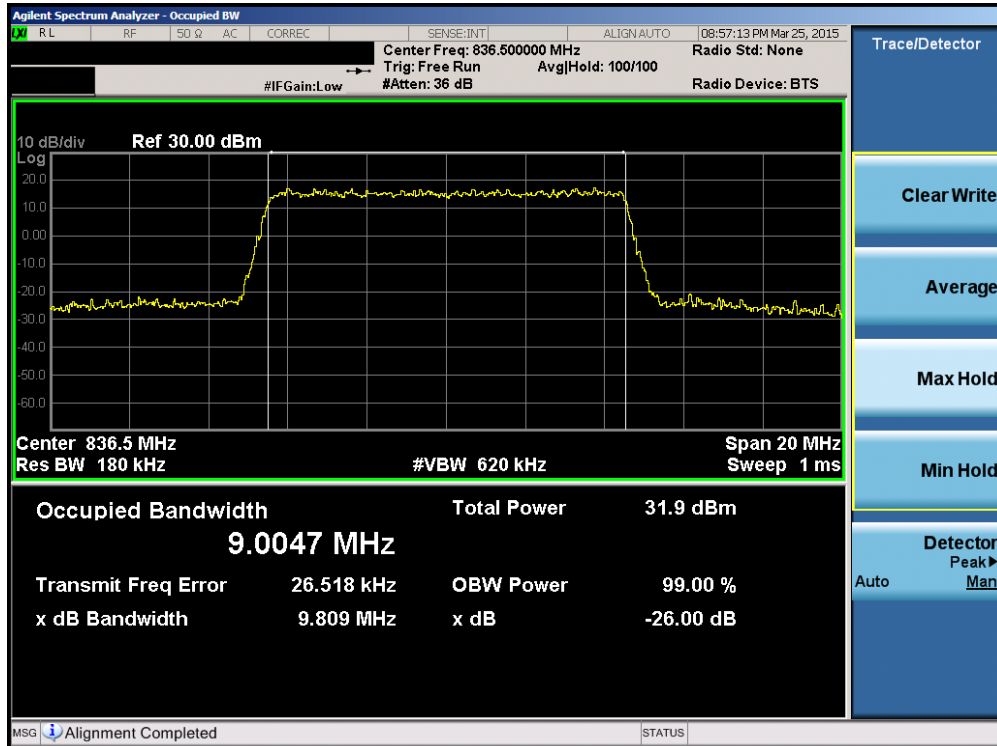 Agilent Spectrum Analyzer - Occupied BW
LXI RL RF 50 Ω AC CORREC SENSE:INT ALIGN AUTO 08:57:13 PM Mar 25, 2015
Center Freq: 836.500000 MHz Radio Std: None
Trig: Free Run Avg|Hold: 100/100
#IFGain:Low #Atten: 36 dB Radio Device: BTS
10 dB/div Ref 30.00 dBm
Log
20.0
10.0
0.00
-10.0
-20.0
-30.0
-40.0
-50.0
-60.0
Center 836.5 MHz Span 20 MHz
Res BW 180 kHz #VBW 620 kHz Sweep 1 ms
Occupied Bandwidth Total Power 31.9 dBm
9.0047 MHz
Transmit Freq Error 26.518 kHz OBW Power 99.00 %
x dB Bandwidth 9.809 MHz x dB -26.00 dB
MSG Alignment Completed STATUS
Trace/Detector
Clear Write
Average
Max Hold
Min Hold
Detector
Peak▶
Auto Man